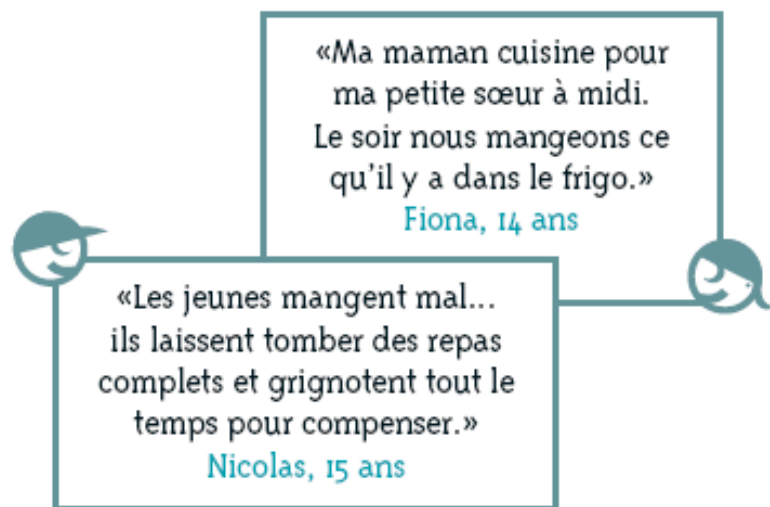 «Ma maman cuisine pour
ma petite sœur à midi.
Le soir nous mangeons ce
qu'il y a dans le frigo.»
Fiona, 14 ans
«Les jeunes mangent mal...
ils laissent tomber des repas
complets et grignotent tout le
temps pour compenser.»
Nicolas, 15 ans